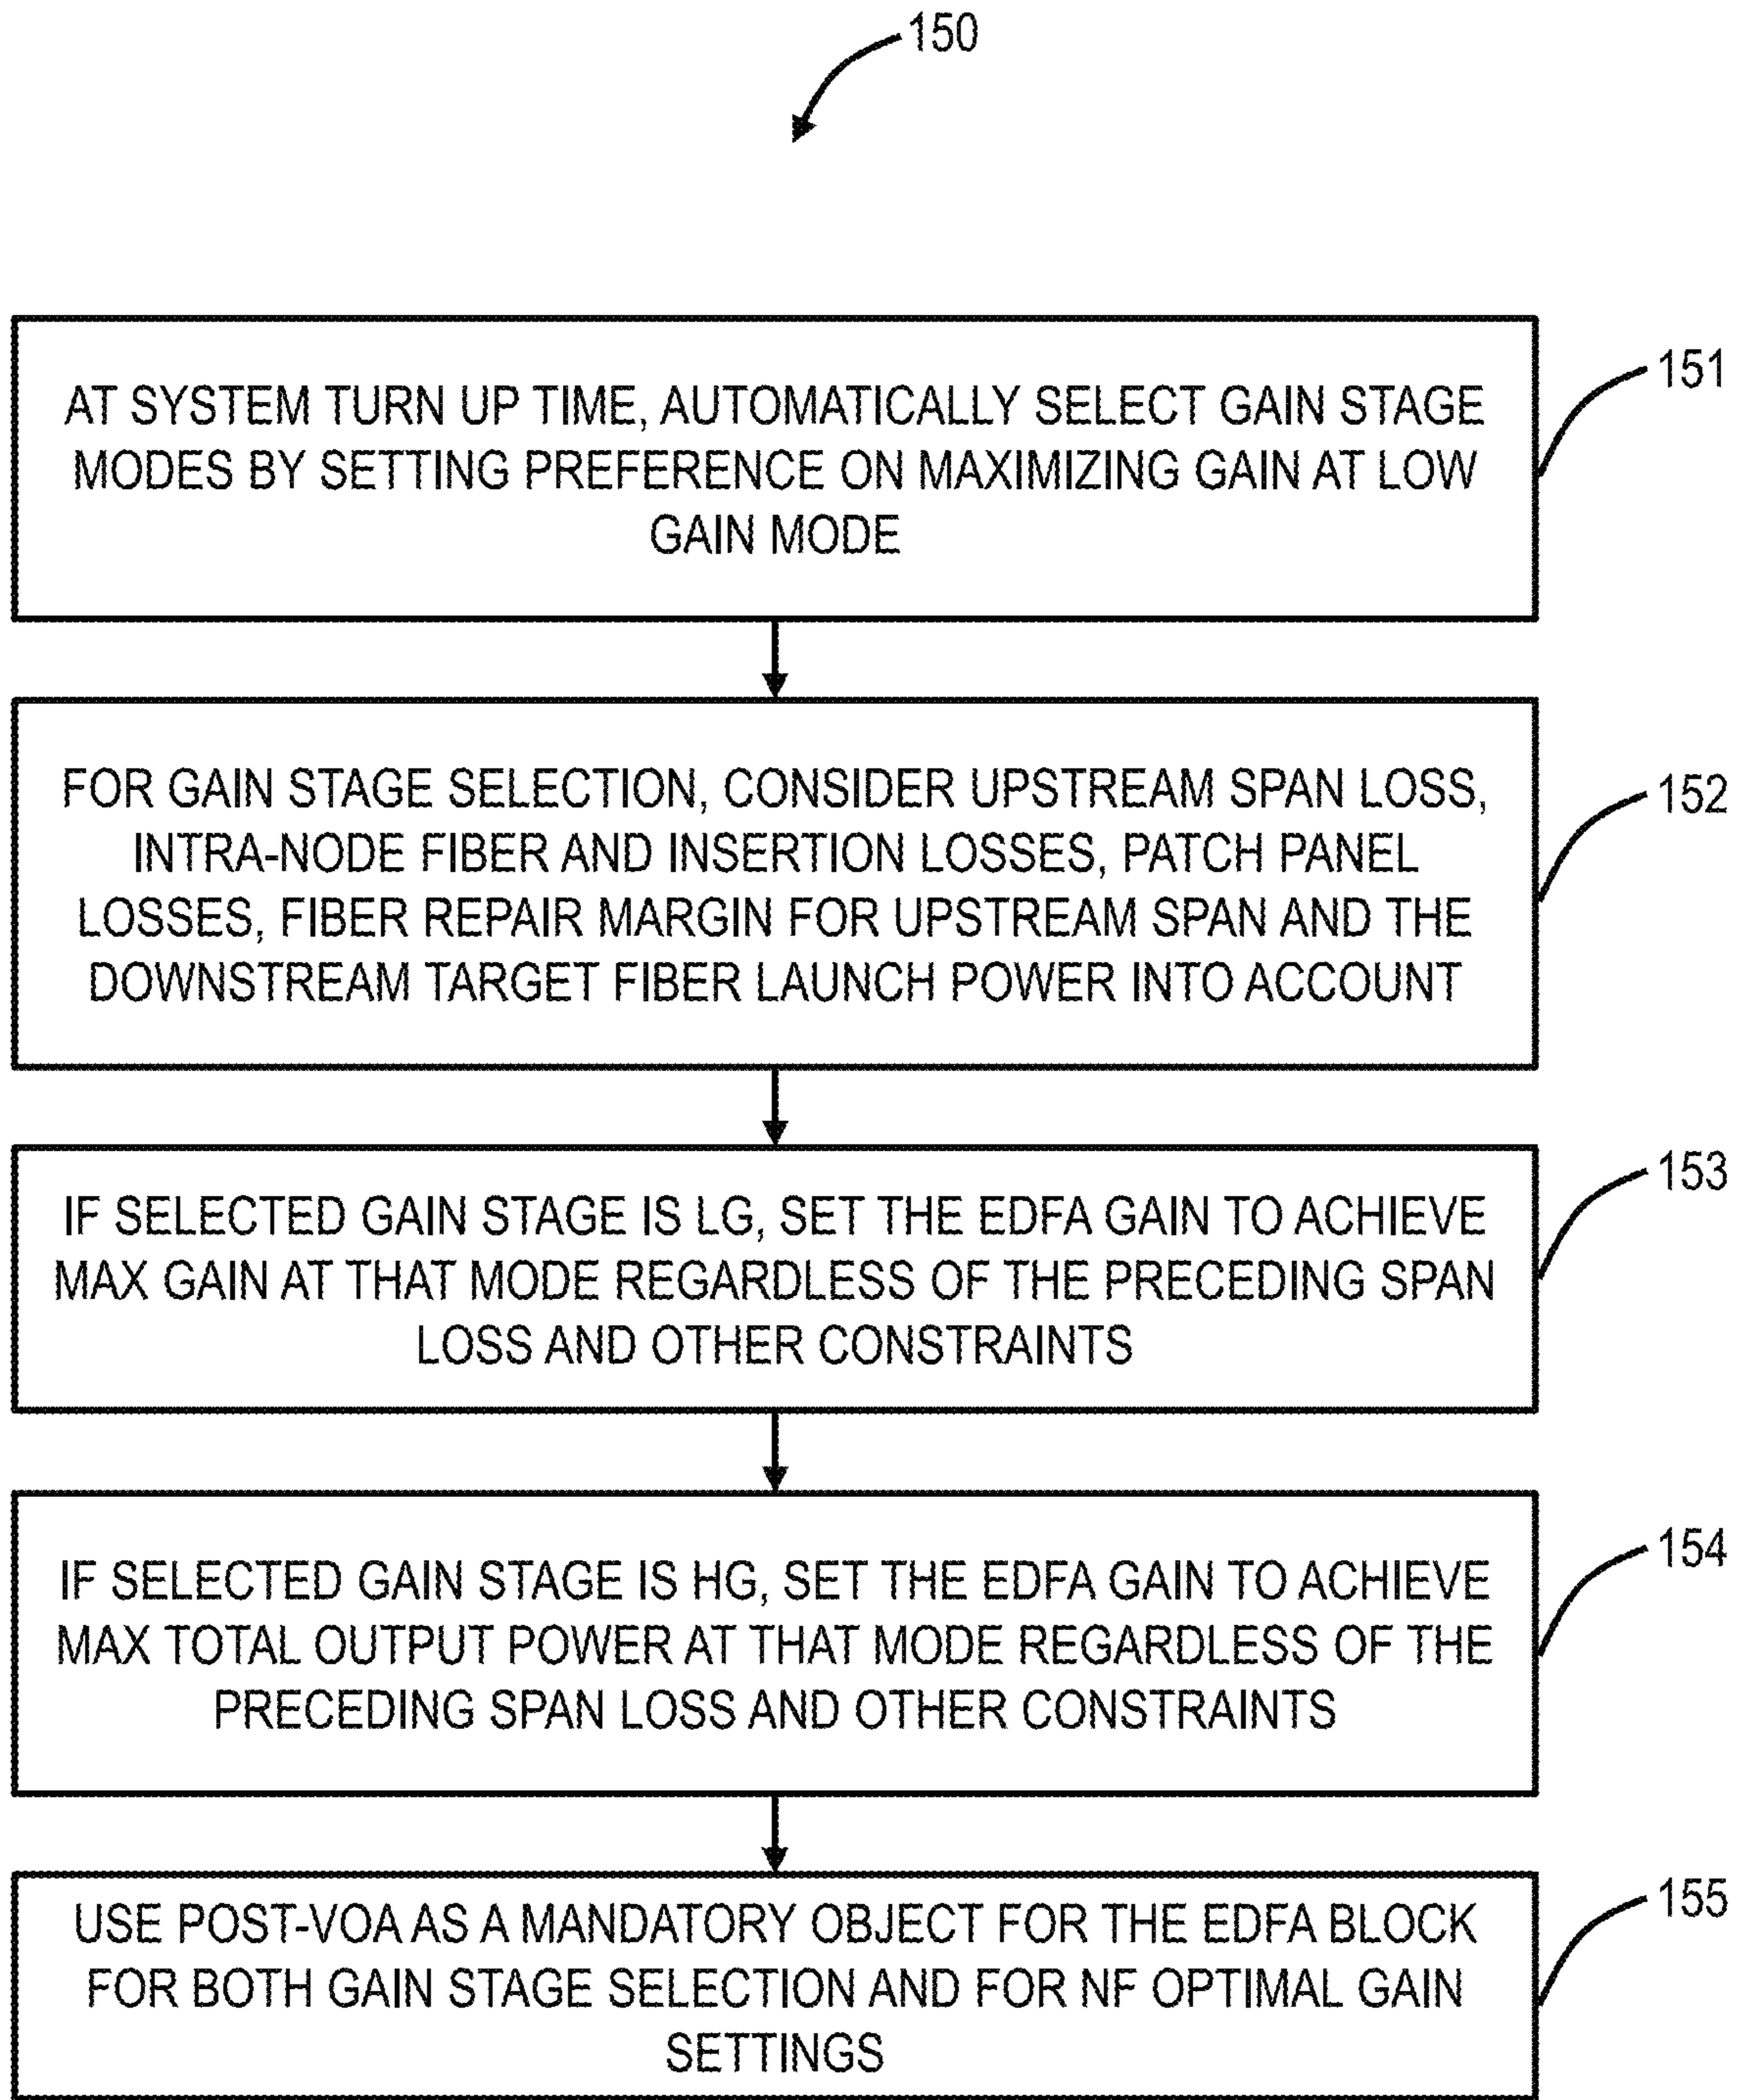 150
AT SYSTEM TURN UP TIME, AUTOMATICALLY SELECT GAIN STAGE
MODES BY SETTING PREFERENCE ON MAXIMIZING GAIN AT LOW
GAIN MODE
151
FOR GAIN STAGE SELECTION, CONSIDER UPSTREAM SPAN LOSS,
INTRA-NODE FIBER AND INSERTION LOSSES, PATCH PANEL
LOSSES, FIBER REPAIR MARGIN FOR UPSTREAM SPAN AND THE
DOWNSTREAM TARGET FIBER LAUNCH POWER INTO ACCOUNT
152
IF SELECTED GAIN STAGE IS LG, SET THE EDFA GAIN TO ACHIEVE
MAX GAIN AT THAT MODE REGARDLESS OF THE PRECEDING SPAN
LOSS AND OTHER CONSTRAINTS
153
IF SELECTED GAIN STAGE IS HG, SET THE EDFA GAIN TO ACHIEVE
MAX TOTAL OUTPUT POWER AT THAT MODE REGARDLESS OF THE
PRECEDING SPAN LOSS AND OTHER CONSTRAINTS
154
USE POST-VOA AS A MANDATORY OBJECT FOR THE EDFA BLOCK
FOR BOTH GAIN STAGE SELECTION AND FOR NF OPTIMAL GAIN
SETTINGS
155